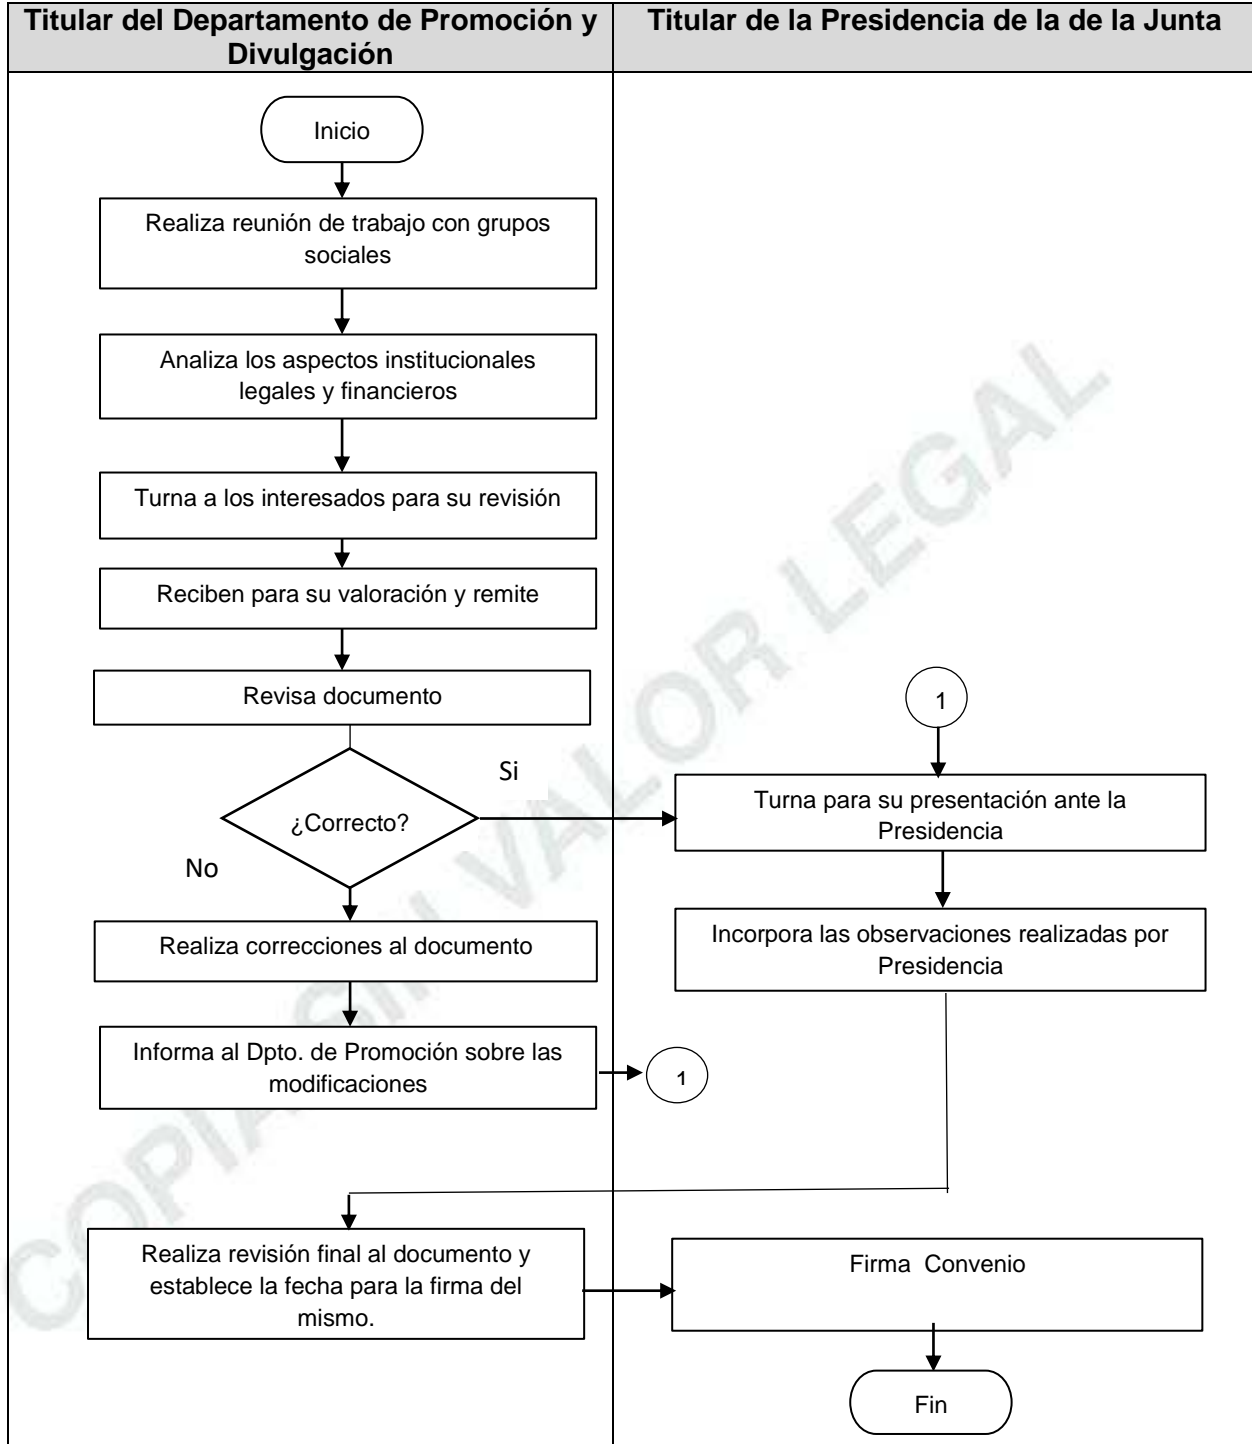 Titular del Departamento de Promoción y
Divulgación
Titular de la Presidencia de la de la Junta
Inicio
Realiza reunión de trabajo con grupos
sociales
Analiza los aspectos institucionales
legales y financieros
Turna a los interesados para su revisión
Reciben para su valoración y remite
Revisa documento
¿Correcto?
Si
No
Realiza correcciones al documento
Informa al Dpto. de Promoción sobre las
modificaciones
1
1
Turna para su presentación ante la
Presidencia
Incorpora las observaciones realizadas por
Presidencia
Realiza revisión final al documento y
establece la fecha para la firma del
mismo.
Firma Convenio
Fin
COPIA SIN VALOR LEGAL